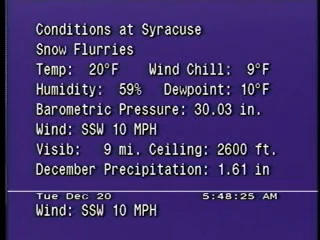 Conditions at Syracuse
Snow Flurries
Temp: 20°F Wind Chill: 9°F
Humidity: 59% Dewpoint: 10°F
Barometric Pressure: 30.03 in.
Wind: SSW 10 MPH
Visib: 9 mi. Ceiling: 2600 ft.
December Precipitation: 1.61 in
Tue Dec 20 5:48:25 AM
Wind: SSW 10 MPH